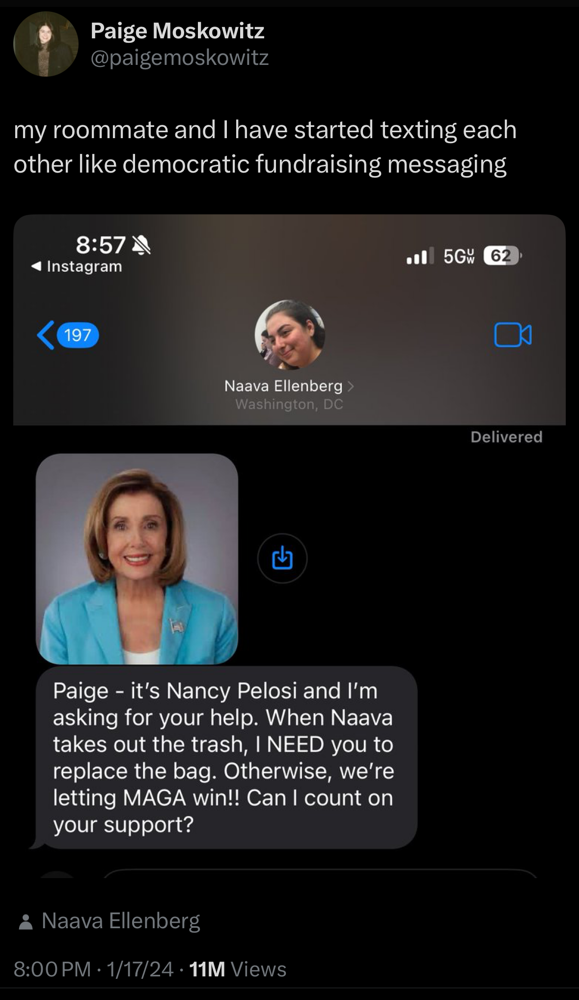 Paige Moskowitz
@paigemoskowitz
my roommate and I have started texting each
other like democratic fundraising messaging
8:57
◀ Instagram
5GUW 62
197
Naava Ellenberg >
Washington, DC
Delivered
Paige - it's Nancy Pelosi and I'm
asking for your help. When Naava
takes out the trash, I NEED you to
replace the bag. Otherwise, we're
letting MAGA win!! Can I count on
your support?
Naava Ellenberg
8:00 PM · 1/17/24 · 11M Views